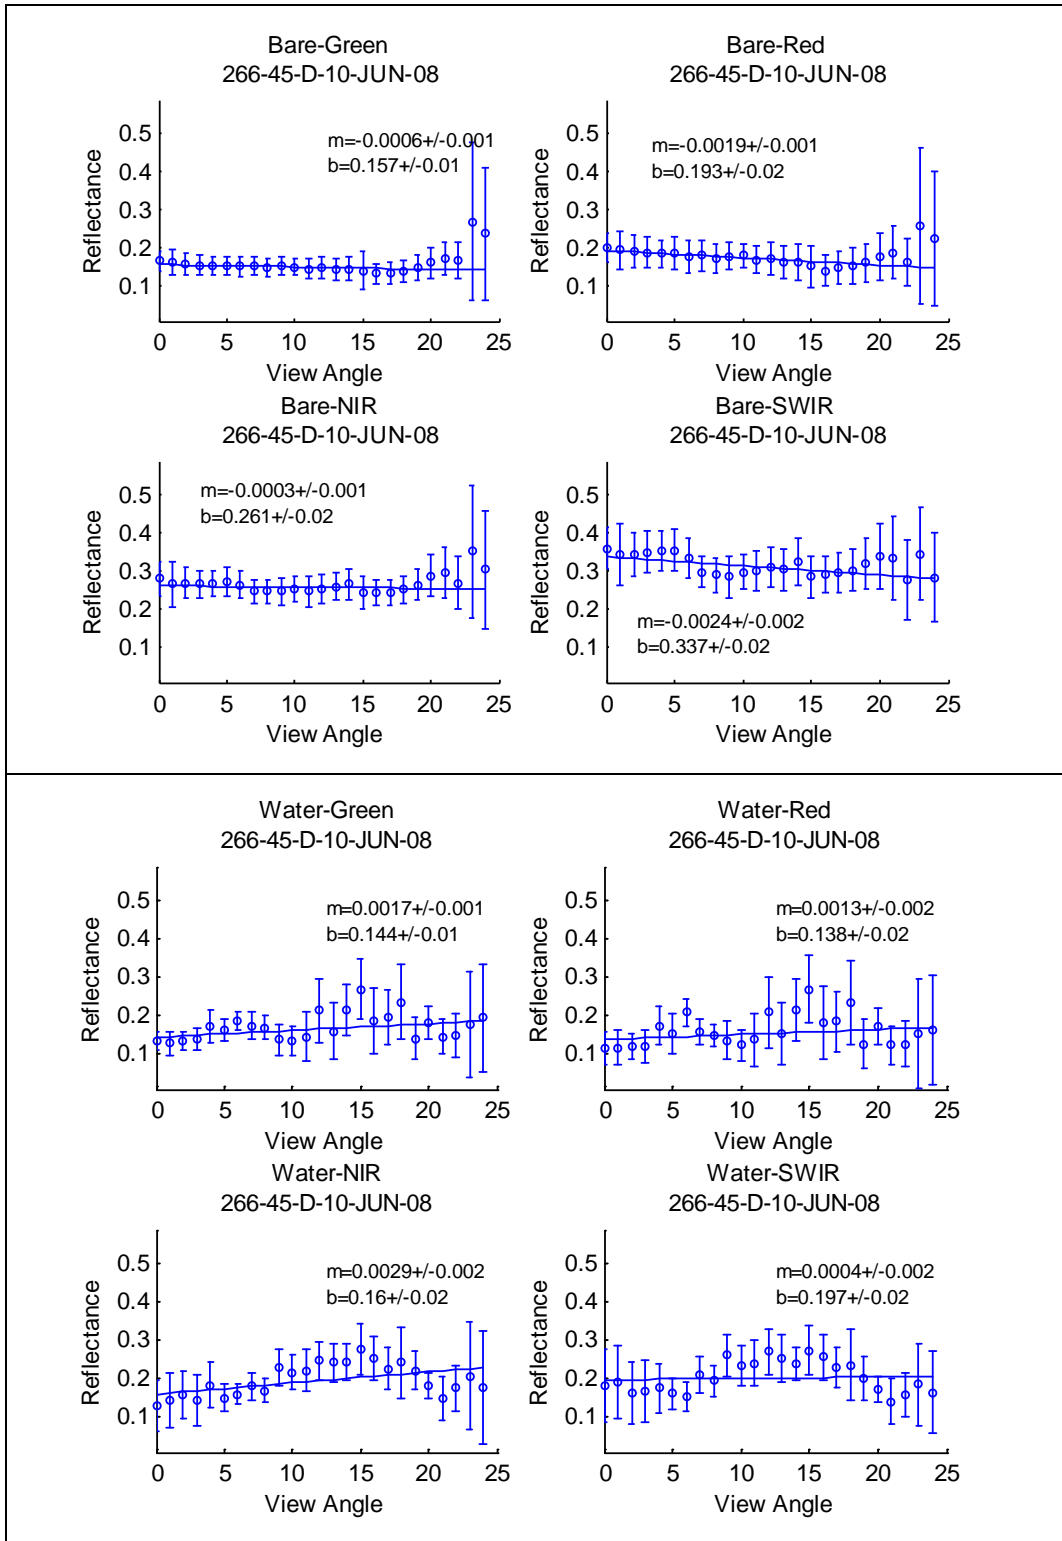 Bare-Green
266-45-D-10-JUN-08
m=-0.0006+/-0.001
b=0.157+/-0.01
Reflectance
0.5
0.4
0.3
0.2
0.1
0 5 10 15 20 25
View Angle
Bare-Red
266-45-D-10-JUN-08
m=-0.0019+/-0.001
b=0.193+/-0.02
Reflectance
0.5
0.4
0.3
0.2
0.1
0 5 10 15 20 25
View Angle
Bare-NIR
266-45-D-10-JUN-08
m=-0.0003+/-0.001
b=0.261+/-0.02
Reflectance
0.5
0.4
0.3
0.2
0.1
0 5 10 15 20 25
View Angle
Bare-SWIR
266-45-D-10-JUN-08
m=-0.0024+/-0.002
b=0.337+/-0.02
Reflectance
0.5
0.4
0.3
0.2
0.1
0 5 10 15 20 25
View Angle
Water-Green
266-45-D-10-JUN-08
m=0.0017+/-0.001
b=0.144+/-0.01
Reflectance
0.5
0.4
0.3
0.2
0.1
0 5 10 15 20 25
View Angle
Water-Red
266-45-D-10-JUN-08
m=0.0013+/-0.002
b=0.138+/-0.02
Reflectance
0.5
0.4
0.3
0.2
0.1
0 5 10 15 20 25
View Angle
Water-NIR
266-45-D-10-JUN-08
m=0.0029+/-0.002
b=0.16+/-0.02
Reflectance
0.5
0.4
0.3
0.2
0.1
0 5 10 15 20 25
View Angle
Water-SWIR
266-45-D-10-JUN-08
m=0.0004+/-0.002
b=0.197+/-0.02
Reflectance
0.5
0.4
0.3
0.2
0.1
0 5 10 15 20 25
View Angle